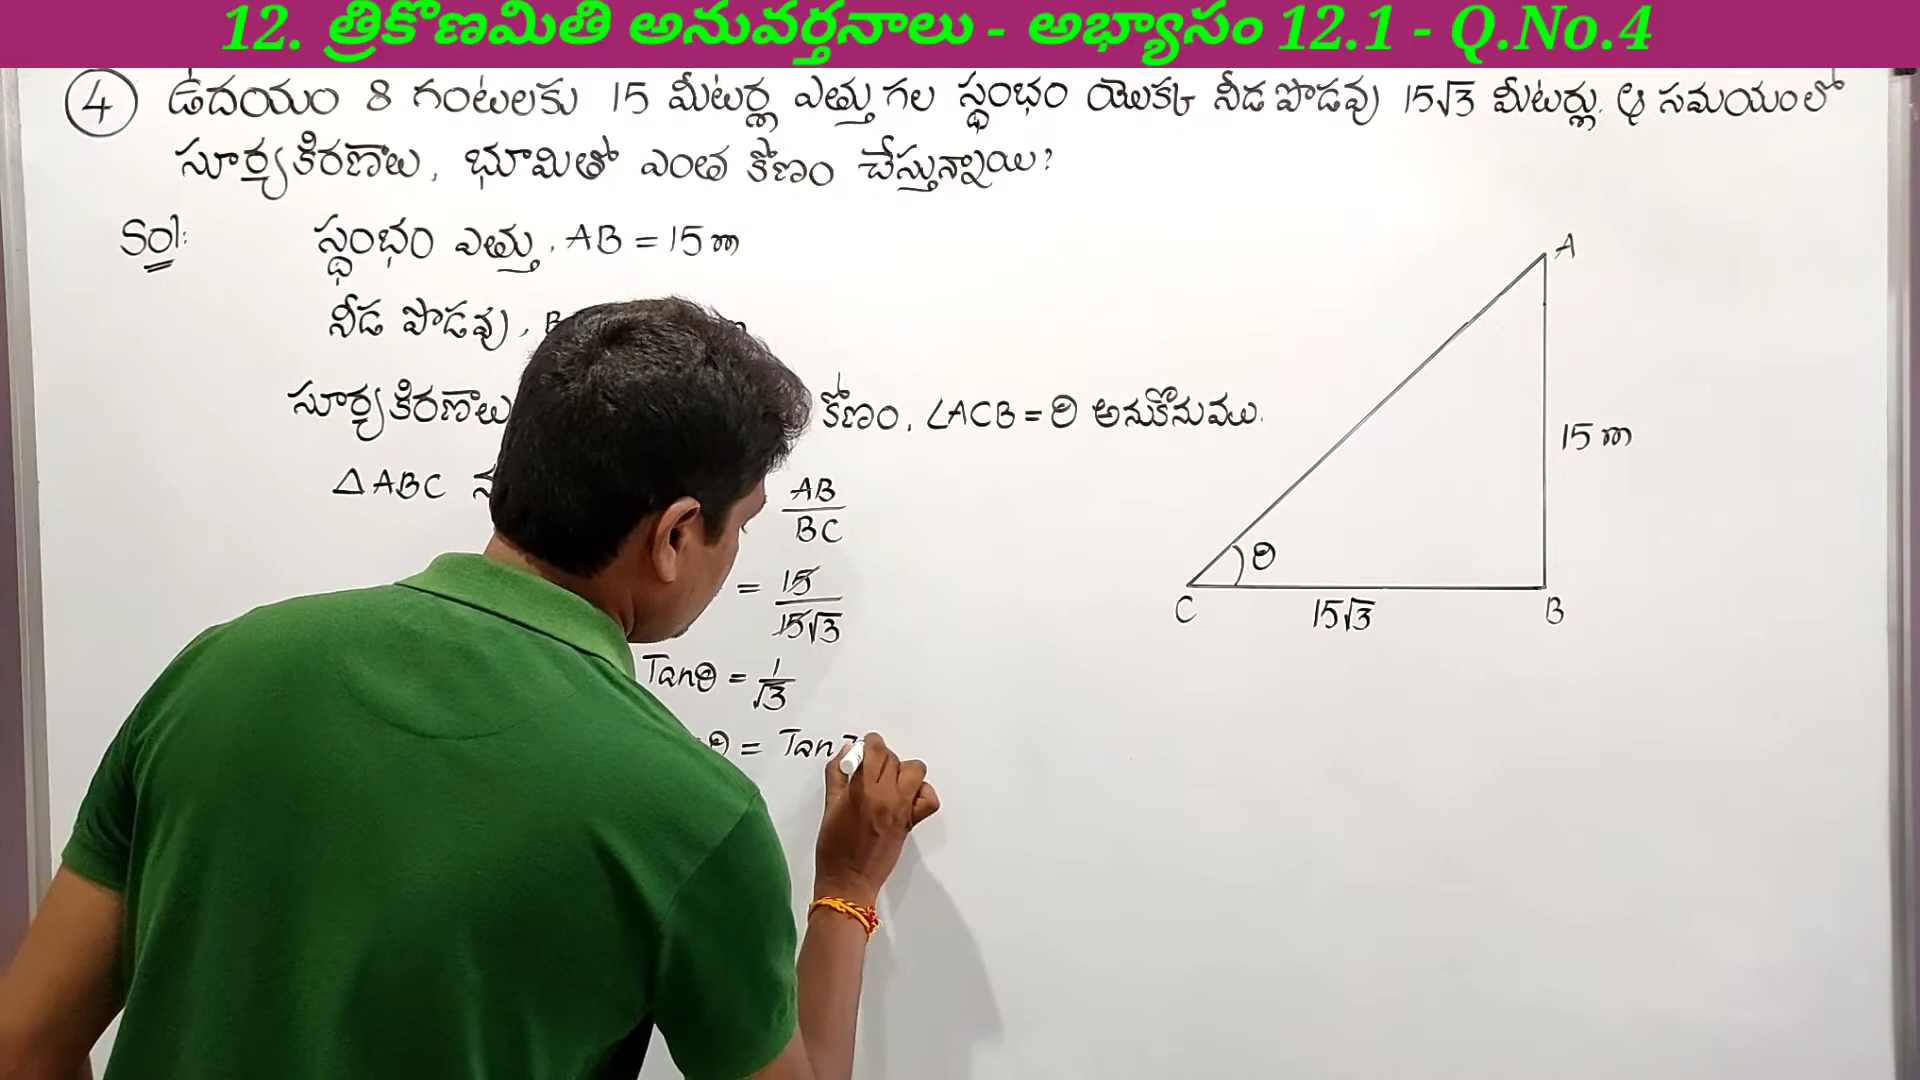 12. త్రికోణమితి అనువర్తనాలు - అభ్యాసం 12.1 - Q.No.4
4 ఉదయం 8 గంటలకు 15 మీటర్ల ఎత్తు గల స్థంభం యొక్క నీడ పొడవు 15√3 మీటర్లు. ఆ సమయంలో
సూర్యకిరణాలు, భూమితో ఎంత కోణం చేస్తున్నాయి?
Sol:
స్థంభం ఎత్తు, AB = 15 m
నీడ పొడవు,
సూర్యకిరణాలు కోణం, ∠ACB = θ అనుకొనుము.
△ABC AB/BC
= 15/15√3
Tanθ = 1/√3
θ = Tan
A
15 m
θ
C 15√3 B